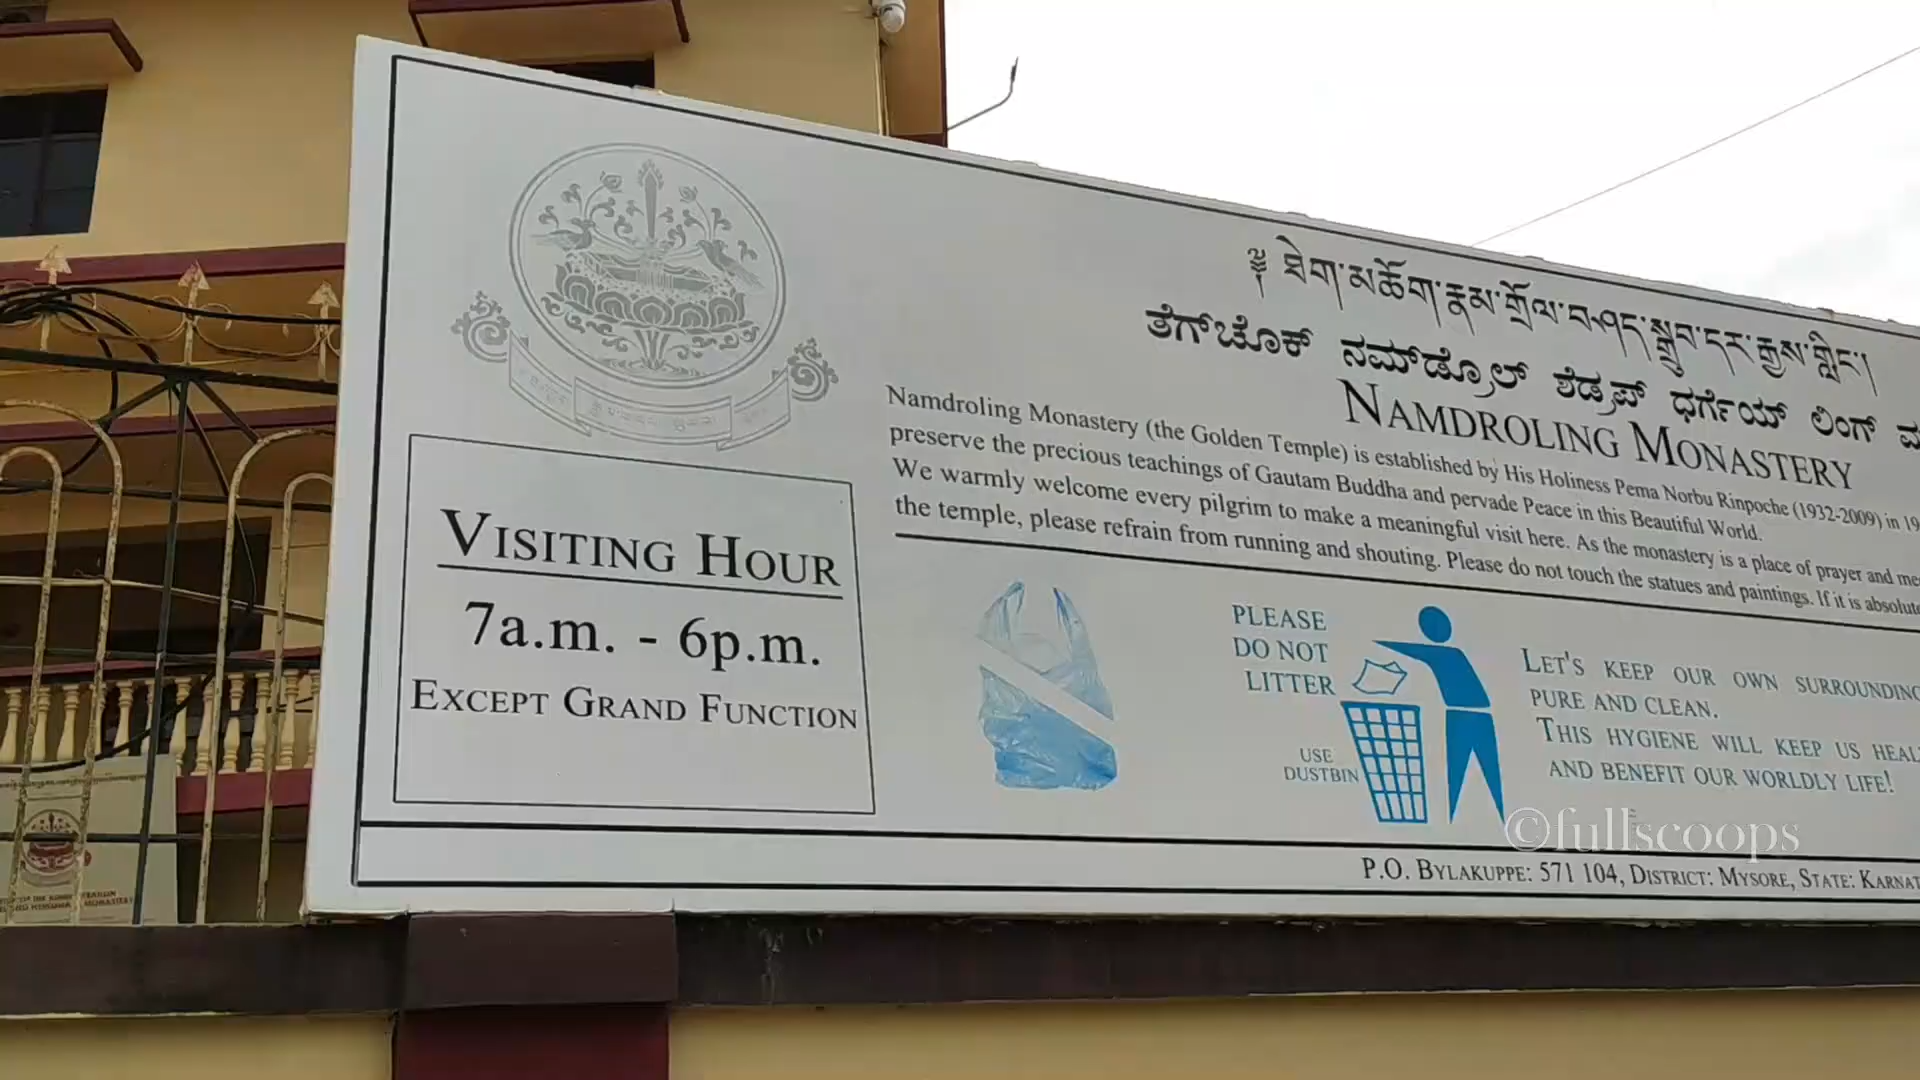 ༄ ཐེག་མཆོག་རྣམ་གྲོལ་བཤད་སྒྲུབ་དར་རྒྱས་གླིང་།
ತೆಗ್‌ಚೊಕ್ ನಮ್‌ಡ್ರೊಲ್ ಶೆಡ್ರಪ್ ಧರ್ಗೆಯ್ ಲಿಂಗ್
NAMDROLING MONASTERY
Namdroling Monastery (the Golden Temple) is established by His Holiness Pema Norbu Rinpoche (1932-2009) in 19
preserve the precious teachings of Gautam Buddha and pervade Peace in this Beautiful World.
We warmly welcome every pilgrim to make a meaningful visit here. As the monastery is a place of prayer and me
the temple, please refrain from running and shouting. Please do not touch the statues and paintings. If it is absolute
VISITING HOUR
7a.m. - 6p.m.
EXCEPT GRAND FUNCTION
PLEASE
DO NOT
LITTER
USE
DUSTBIN
LET'S KEEP OUR OWN SURROUNDING
PURE AND CLEAN.
THIS HYGIENE WILL KEEP US HEAL
AND BENEFIT OUR WORLDLY LIFE!
©fullscoops
P.O. BYLAKUPPE: 571 104, DISTRICT: MYSORE, STATE: KARNAT